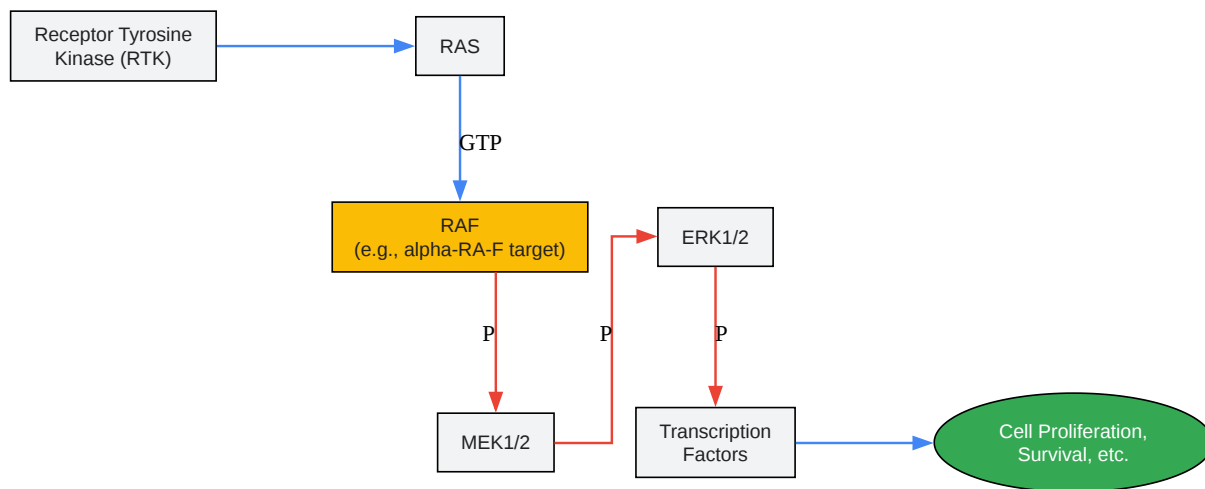 Receptor Tyrosine
Kinase (RTK)
RAS
GTP
RAF
(e.g., alpha-RA-F target)
ERK1/2
P
P
P
MEK1/2
Transcription
Factors
Cell Proliferation,
Survival, etc.